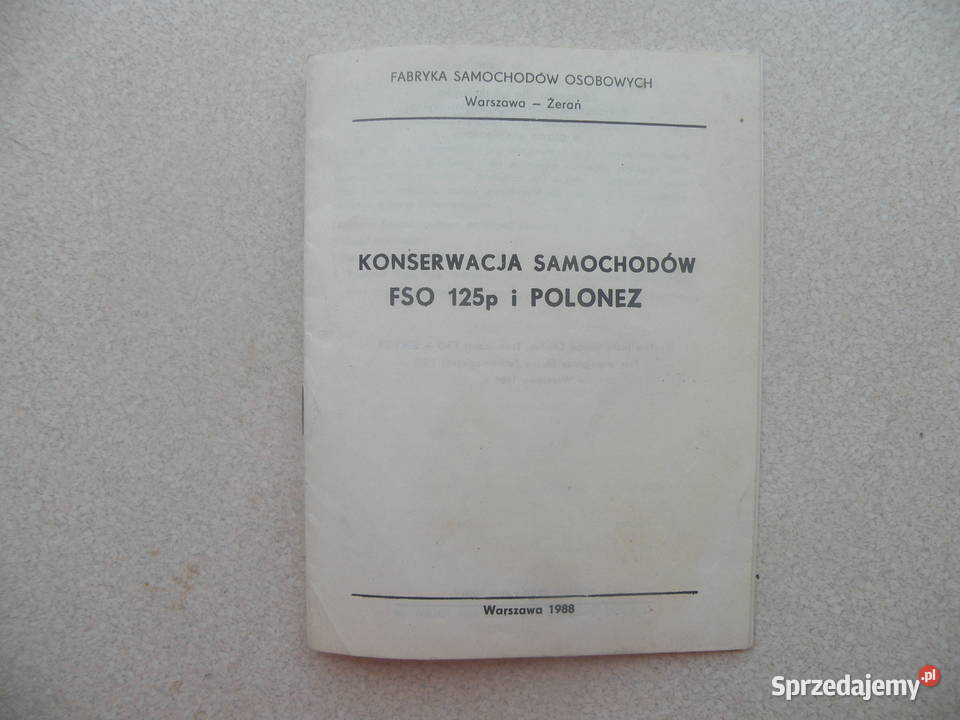 FABRYKA SAMOCHODÓW OSOBOWYCH
Warszawa – Żerań
KONSERWACJA SAMOCHODÓW
FSO 125p i POLONEZ
Warszawa 1988
Sprzedajemy.pl